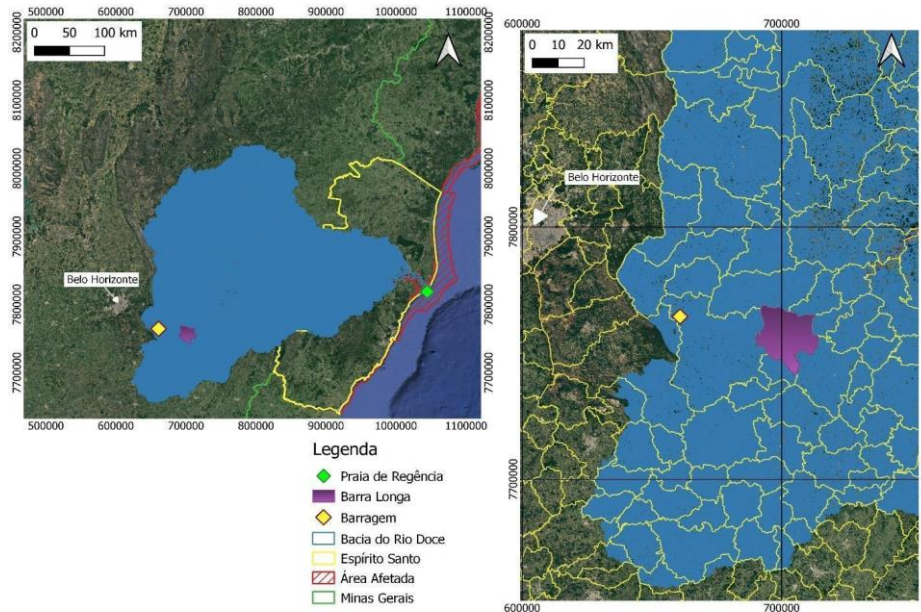 500000 600000 700000 800000 900000 1000000 1100000
0 50 100 km
8200000
8100000
8000000
7900000
7800000
7700000
Belo Horizonte
8200000
8100000
8000000
7900000
7800000
7700000
500000 600000 700000 800000 900000 1000000 1100000
600000 700000
0 10 20 km
7800000
7700000
Belo Horizonte
7800000
7700000
600000 700000
Legenda
Praia de Regência
Barra Longa
Barragem
Bacia do Rio Doce
Espírito Santo
Área Afetada
Minas Gerais